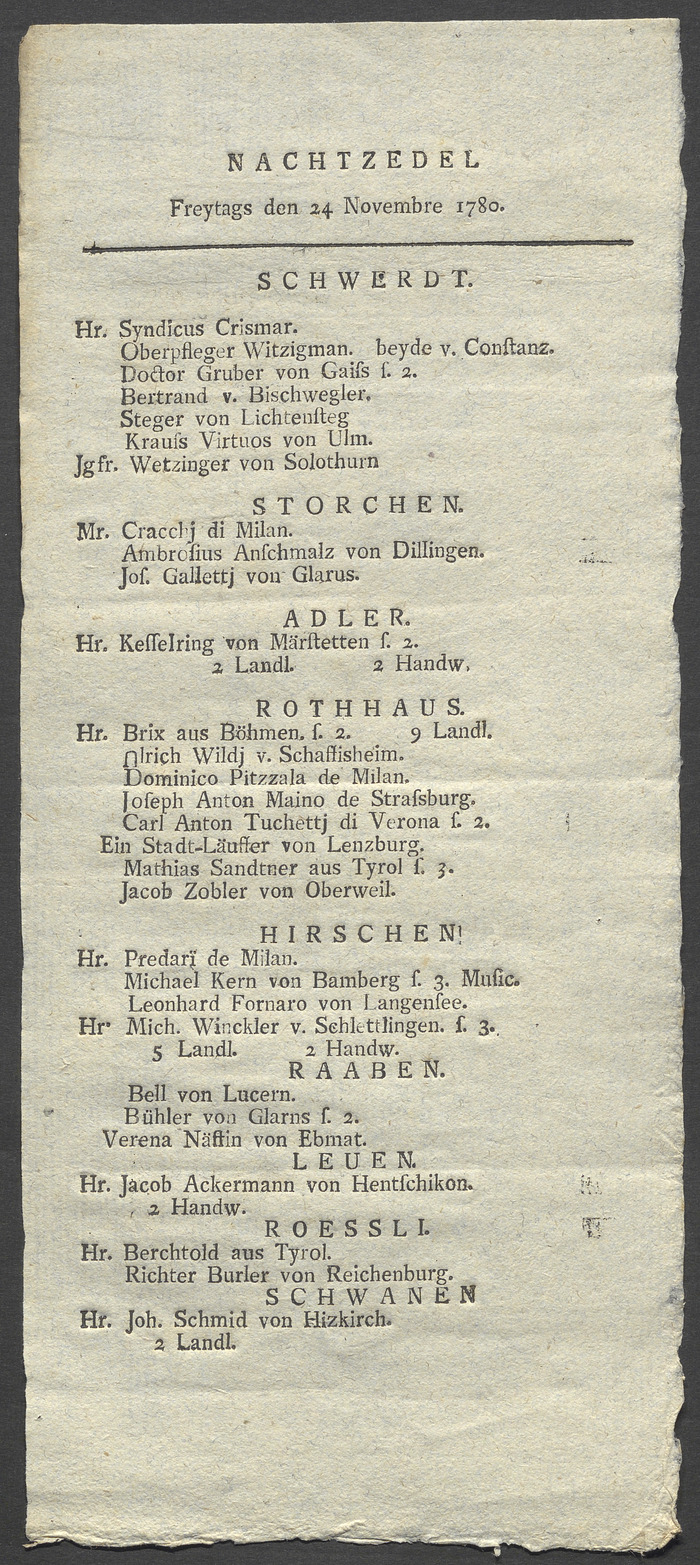 NACHTZEDEL
Freytags den 24 Novembre 1780.
SCHWERDT.
Hr. Syndicus Crismar.
Oberpfleger Witzigman. beyde v. Conſtanz.
Doctor Gruber von Gaiſs ſ. 2.
Bertrand v. Bischwegler.
Steger von Lichtenſteg
Krauſs Virtuos von Ulm.
Jgfr. Wetzinger von Solothurn
STORCHEN.
Mr. Cracchj di Milan.
Ambroſius Anſchmalz von Dillingen.
Joſ. Gallettj von Glarus.
ADLER.
Hr. Keſſelring von Märſtetten ſ. 2.
2 Landl. 2 Handw.
ROTHHAUS.
Hr. Brix aus Böhmen. ſ. 2. 9 Landl.
Ulrich Wildj v. Schaffisheim.
Dominico Pitzzala de Milan.
Joſeph Anton Maino de Straſsburg.
Carl Anton Tuchettj di Verona ſ. 2.
Ein Stadt-Läuffer von Lenzburg.
Mathias Sandtner aus Tyrol ſ. 3.
Jacob Zobler von Oberweil.
HIRSCHEN!
Hr. Predarï de Milan.
Michael Kern von Bamberg ſ. 3. Muſic.
Leonhard Fornaro von Langenſee.
Hr· Mich. Winckler v. Schlettlingen. ſ. 3.
5 Landl. 2 Handw.
RAABEN.
Bell von Lucern.
Bühler von Glarns ſ. 2.
Verena Näffin von Ebmat.
LEUEN.
Hr. Jacob Ackermann von Hentſchikon.
2 Handw.
ROESSLI.
Hr. Berchtold aus Tyrol.
Richter Burler von Reichenburg.
SCHWANEN
Hr. Joh. Schmid von Hizkirch.
2 Landl.